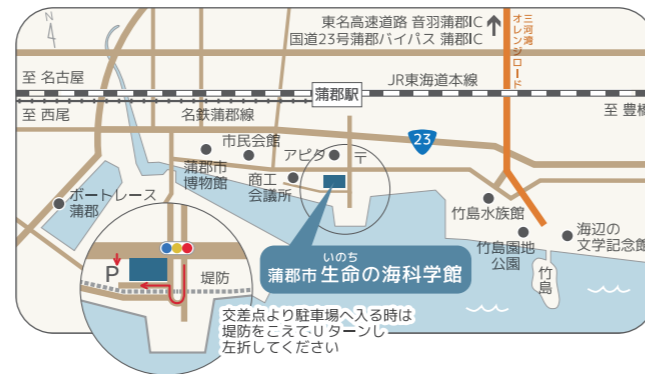 N
東名高速道路 音羽蒲郡IC
国道23号蒲郡バイパス 蒲郡IC
三河湾
オレンジロード
至 名古屋
JR東海道本線
蒲郡駅
至 西尾
名鉄蒲郡線
至 豊橋
23
市民会館
アピタ
〒
蒲郡市
博物館
商工
会議所
ボートレース
蒲郡
竹島水族館
竹島園地
公園
海辺の
文学記念館
竹島
いのち
蒲郡市 生命の海科学館
P
堤防
交差点より駐車場へ入る時は
堤防をこえてUターンし
左折してください